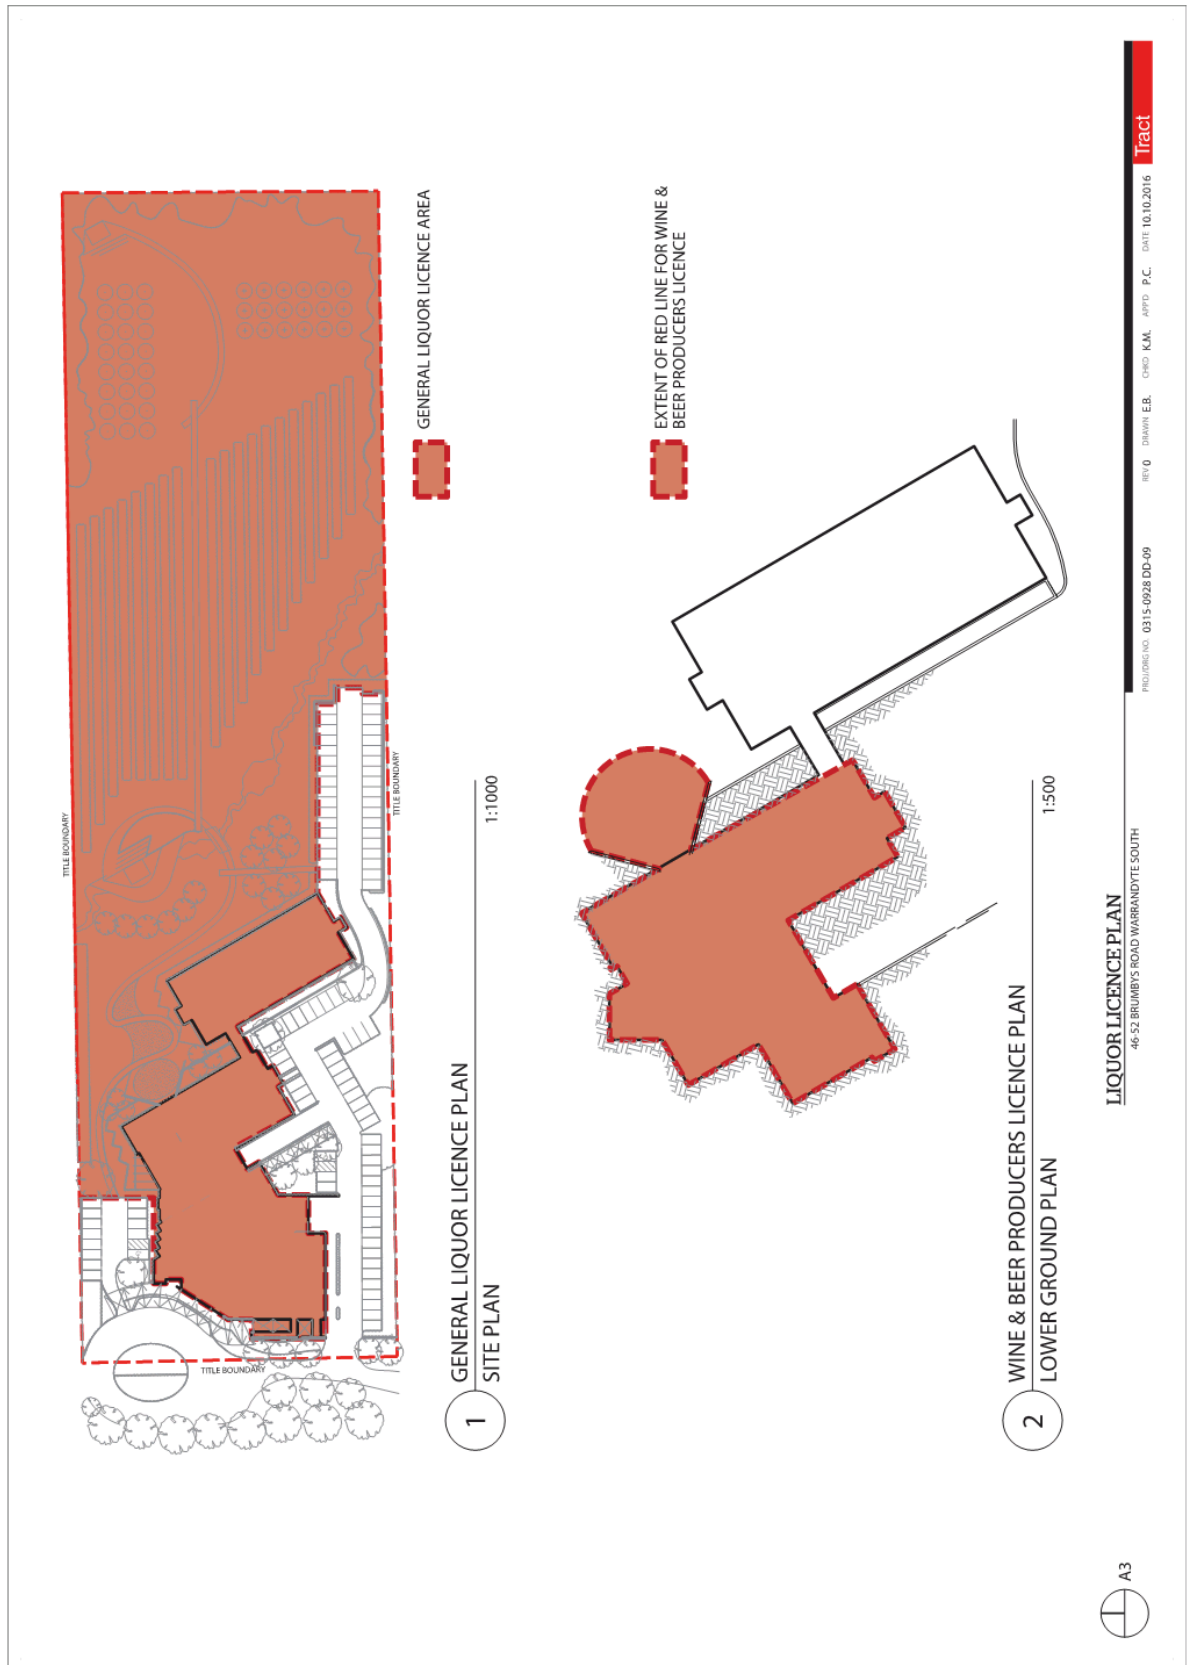 TITLE BOUNDARY
TITLE BOUNDARY
TITLE BOUNDARY
GENERAL LIQUOR LICENCE AREA
1
GENERAL LIQUOR LICENCE PLAN
SITE PLAN
1:1000
EXTENT OF RED LINE FOR WINE &
BEER PRODUCERS LICENCE
2
WINE & BEER PRODUCERS LICENCE PLAN
LOWER GROUND PLAN
1:500
A3
LIQUOR LICENCE PLAN
46-52 BRUMBYS ROAD WARRANDYTE SOUTH
PROJ/DRG NO. 0315-0928 DD-09 REV 0 DRAWN E.B. CHKD K.M. APP'D P.C. DATE 10.10.2016
Tract